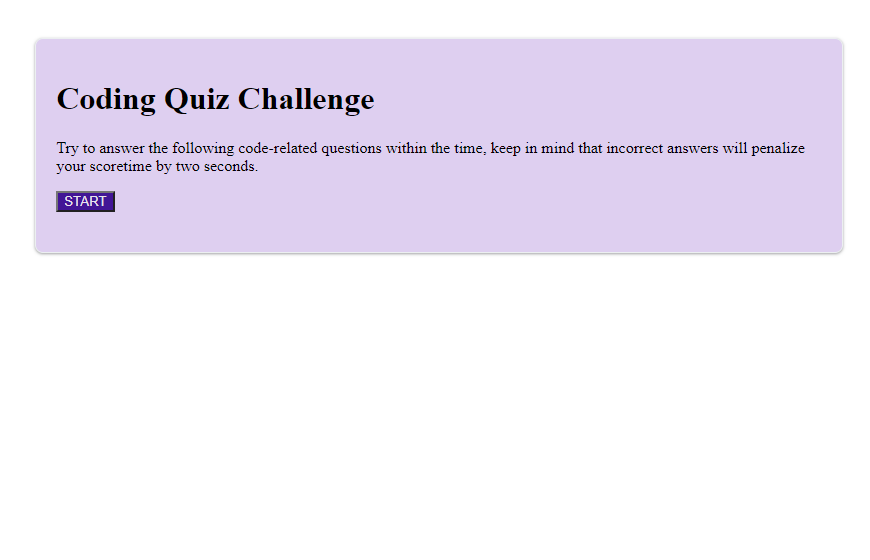 Coding Quiz Challenge
Try to answer the following code-related questions within the time, keep in mind that incorrect answers will penalize
your scoretime by two seconds.
START